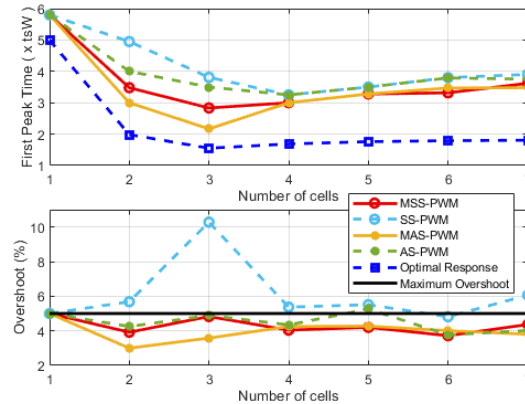 First Peak Time ( x tsW )
6
5
4
3
2
1
1 2 3 4 5 6 7
Number of cells
Overshoot (%)
10
8
6
4
2
1 2 3 4 5 6 7
Number of cells
MSS-PWM
SS-PWM
MAS-PWM
AS-PWM
Optimal Response
Maximum Overshoot